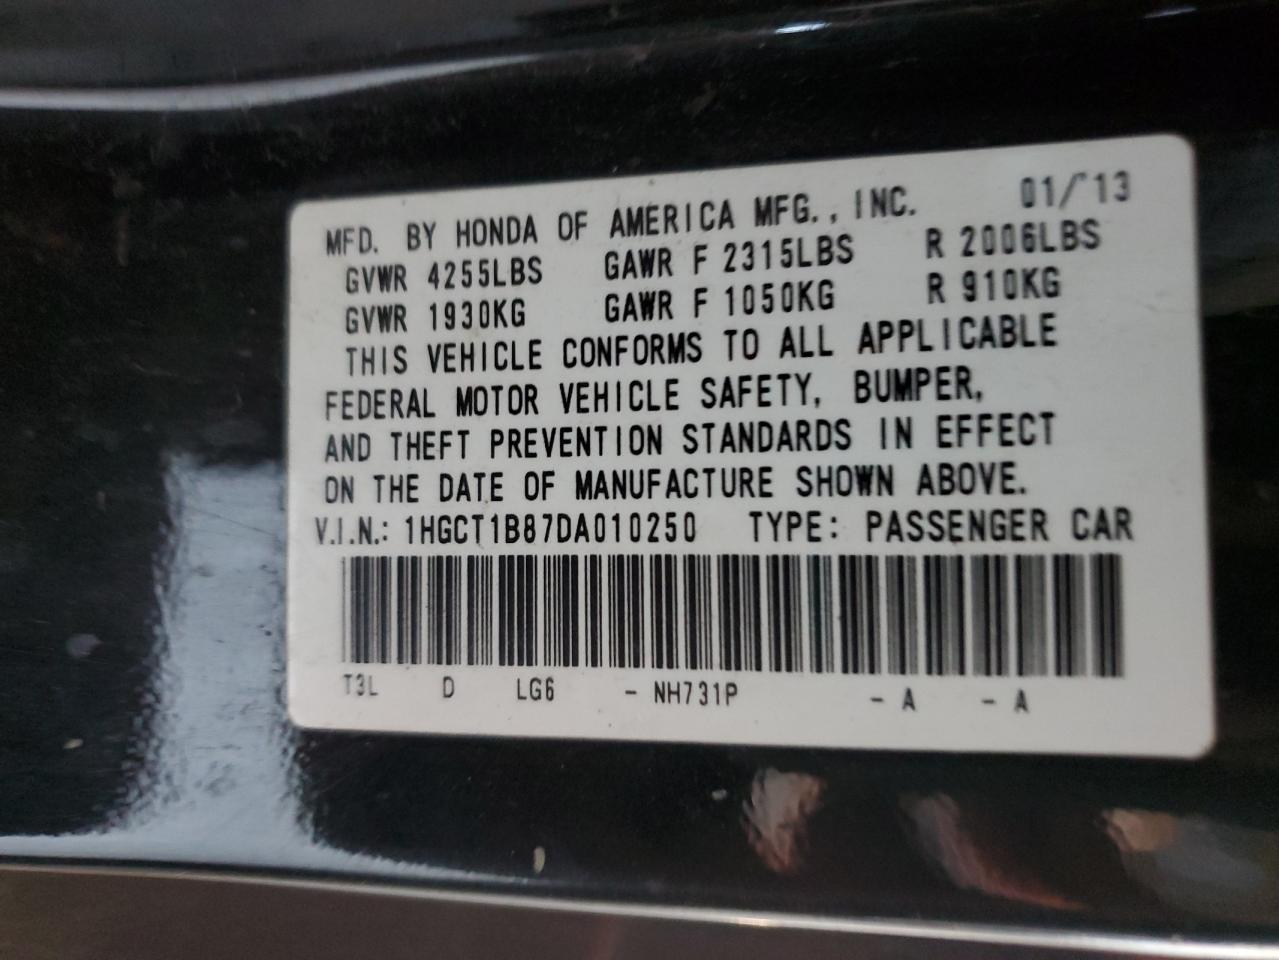 MFD. BY HONDA OF AMERICA MFG., INC. 01/13
GVWR 4255LBS GAWR F 2315LBS R 2006LBS
GVWR 1930KG GAWR F 1050KG R 910KG
THIS VEHICLE CONFORMS TO ALL APPLICABLE
FEDERAL MOTOR VEHICLE SAFETY, BUMPER,
AND THEFT PREVENTION STANDARDS IN EFFECT
ON THE DATE OF MANUFACTURE SHOWN ABOVE.
V.I.N.: 1HGCT1B87DA010250 TYPE: PASSENGER CAR
T3L D LG6 - NH731P - A - A